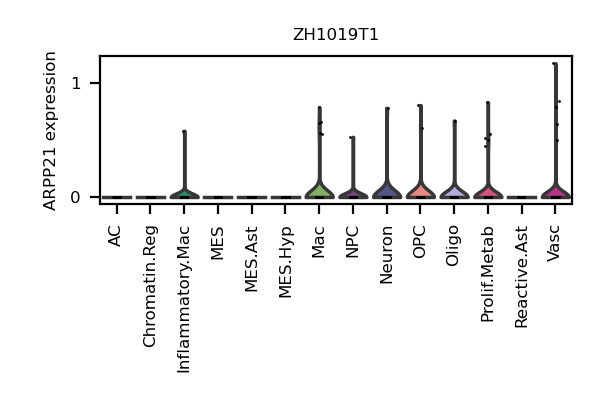 ZH1019T1
ARPP21 expression
1
0
AC
Chromatin.Reg
Inflammatory.Mac
MES
MES.Ast
MES.Hyp
Mac
NPC
Neuron
OPC
Oligo
Prolif.Metab
Reactive.Ast
Vasc